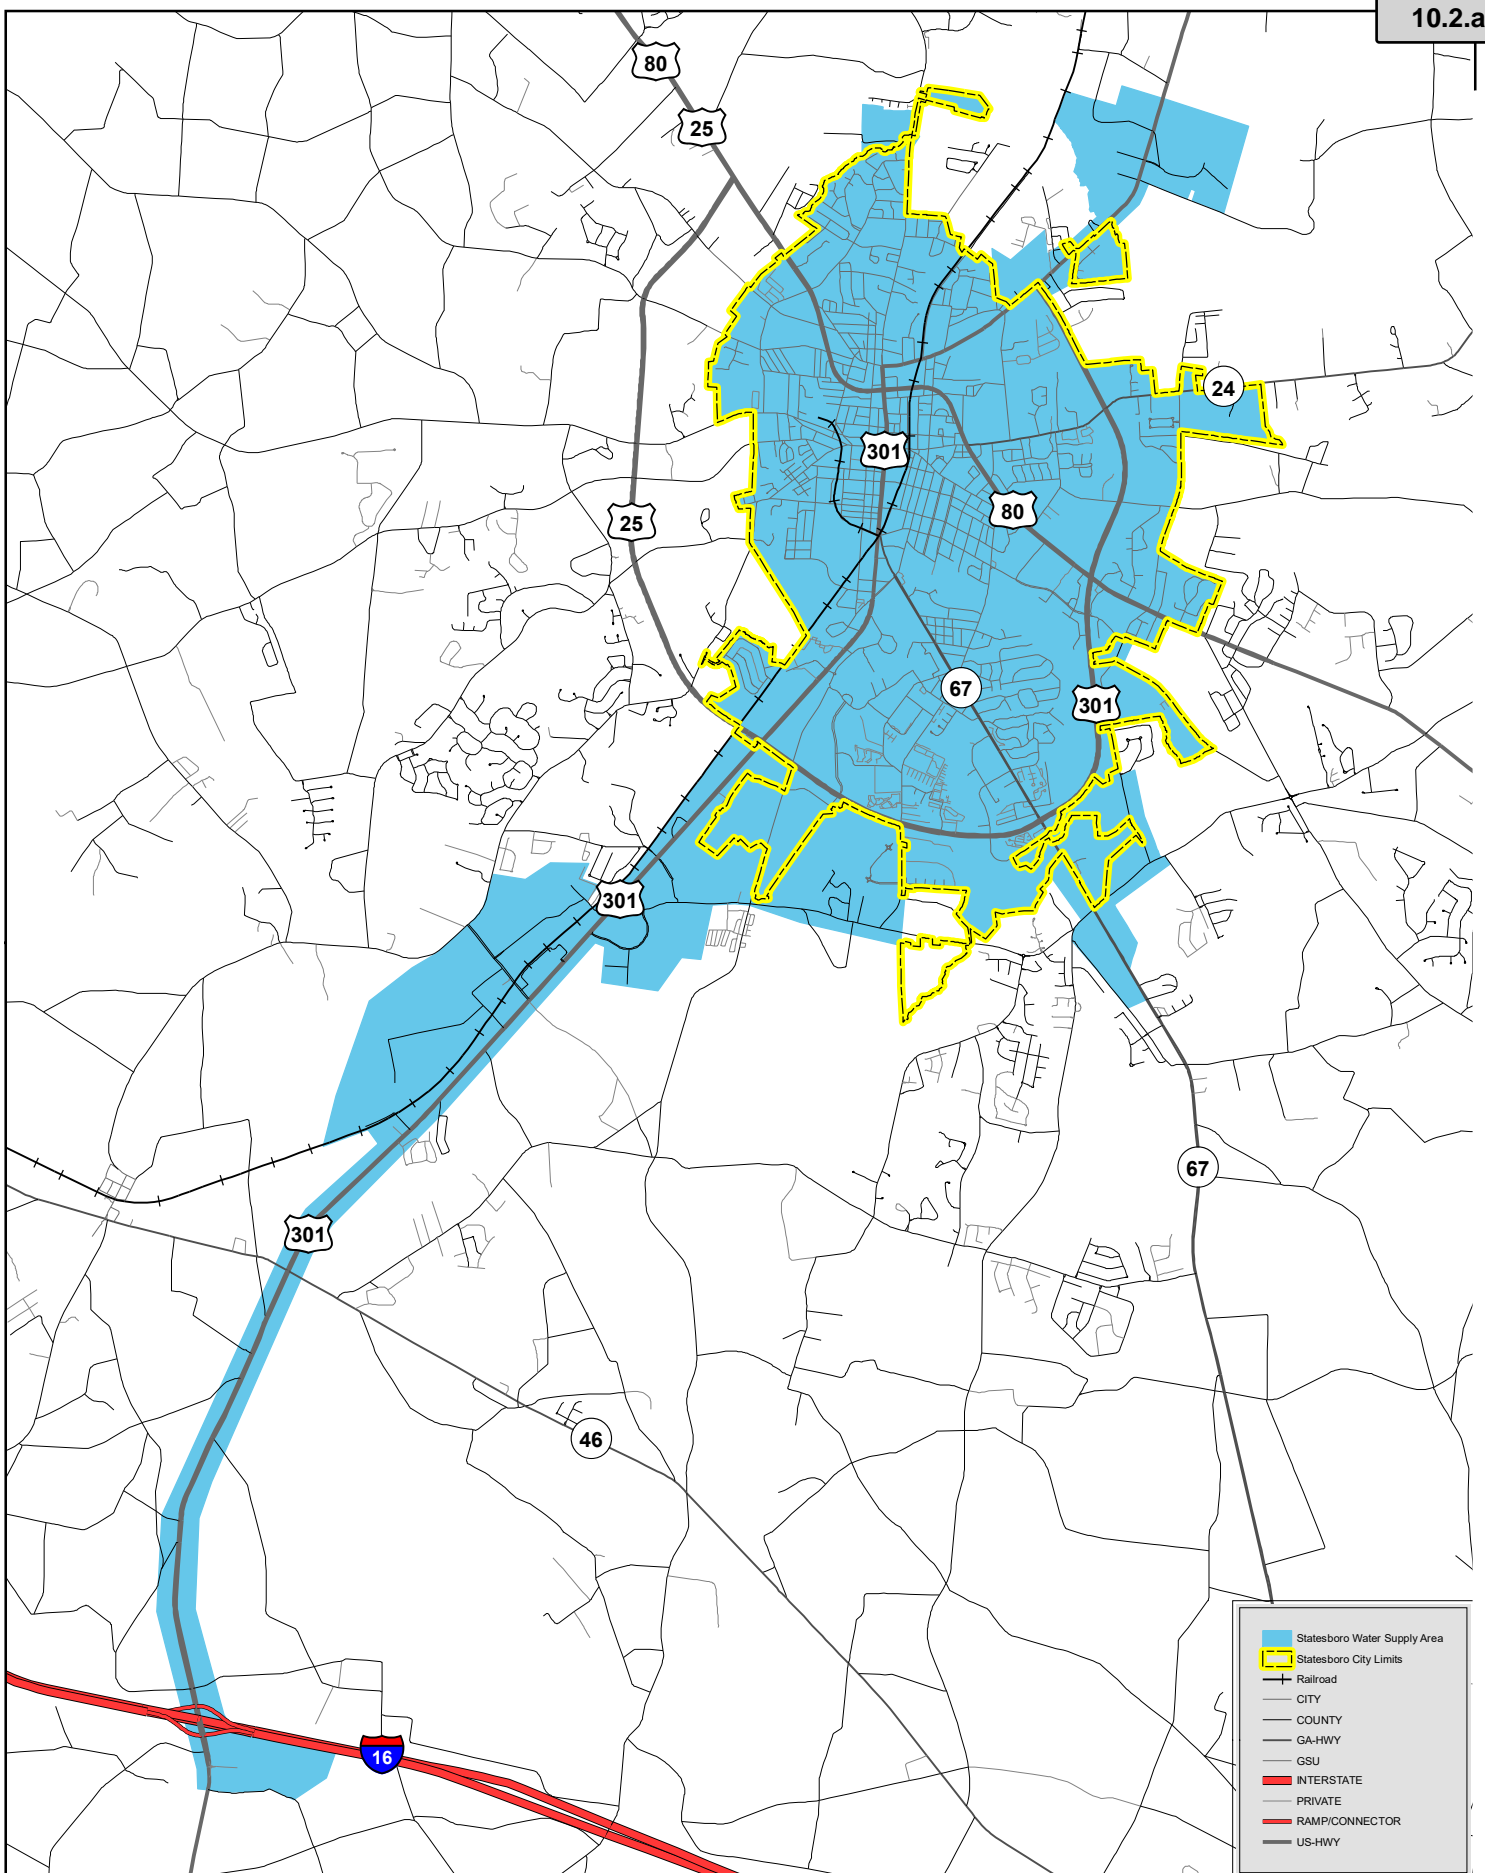 10.2.a
80
25
24
301
25
80
67
301
301
67
301
46
16
Statesboro Water Supply Area
Statesboro City Limits
Railroad
CITY
COUNTY
GA-HWY
GSU
INTERSTATE
PRIVATE
RAMP/CONNECTOR
US-HWY